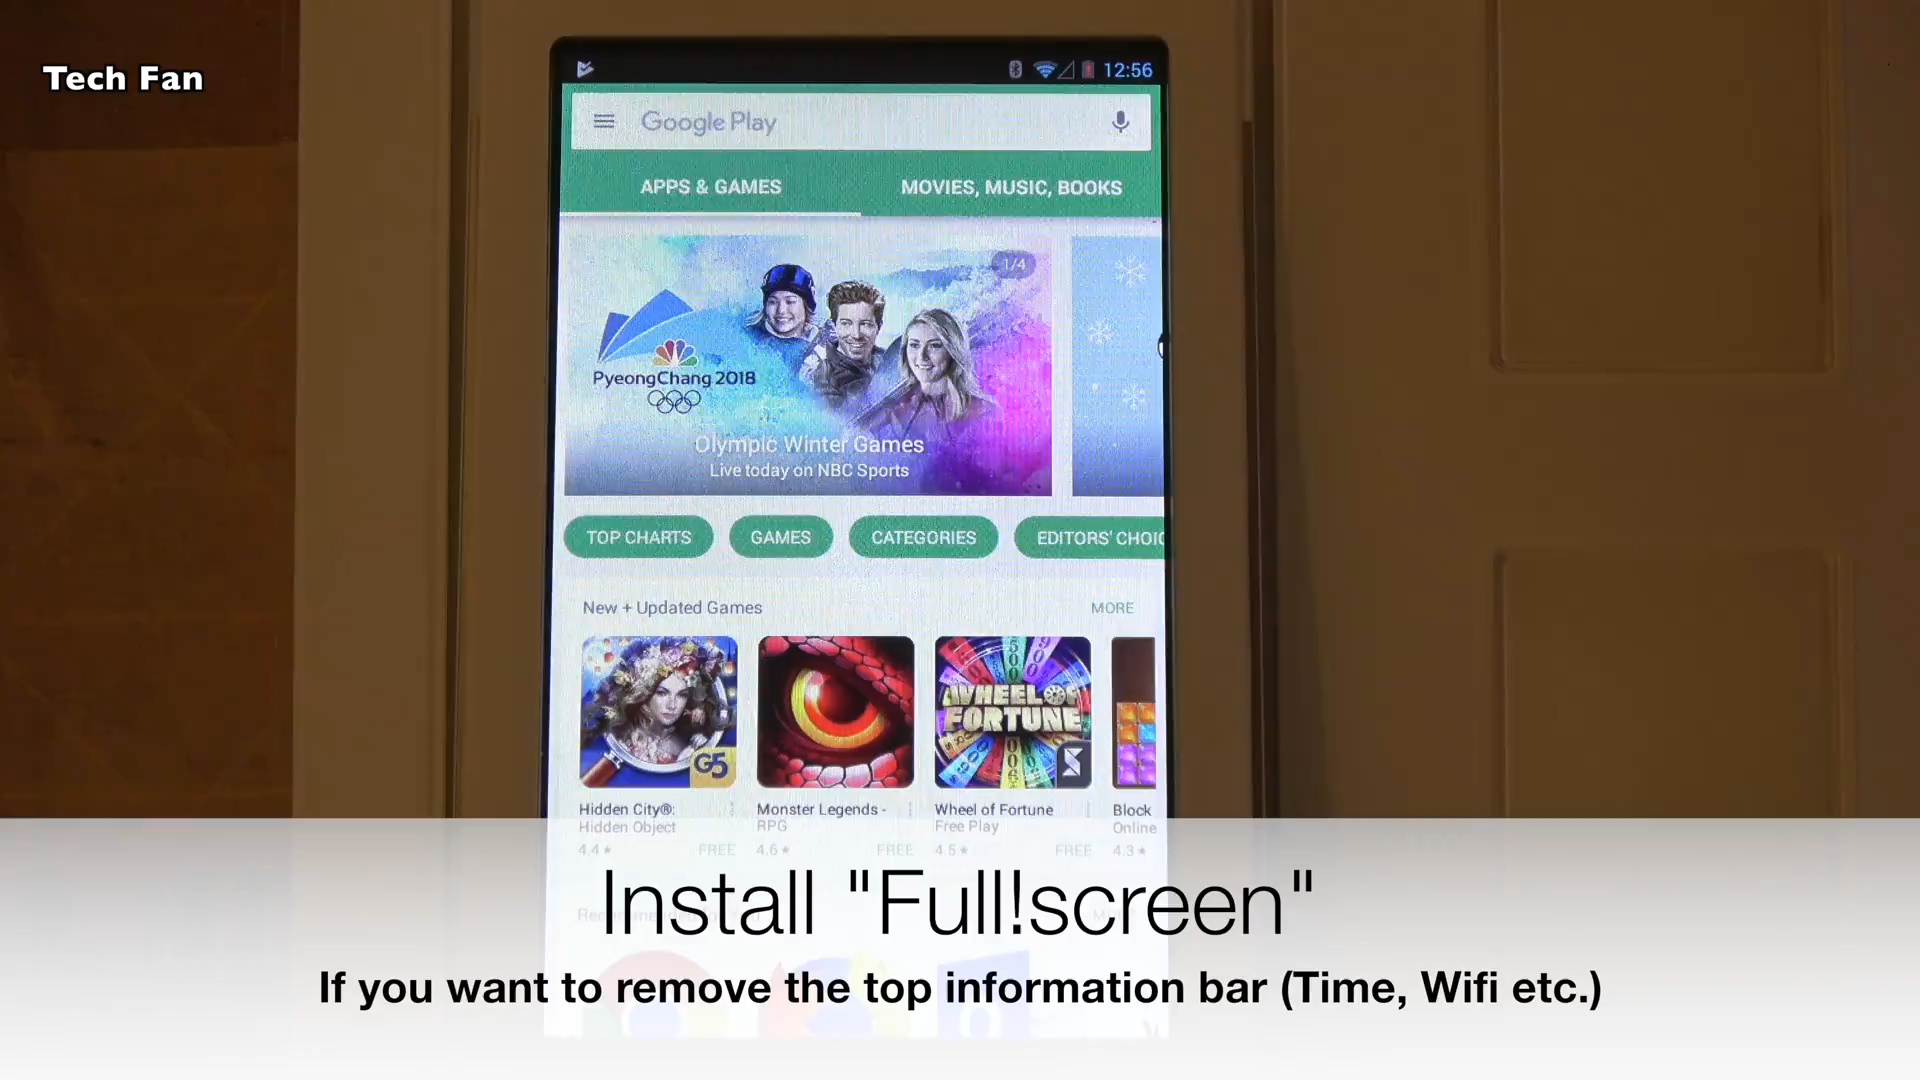 Tech Fan
12:56
Google Play
APPS & GAMES
MOVIES, MUSIC, BOOKS
1/4
PyeongChang 2018
Olympic Winter Games
Live today on NBC Sports
TOP CHARTS
GAMES
CATEGORIES
EDITORS' CHOIC
New + Updated Games
MORE
G5
WHEEL OF
FORTUNE
Hidden City®:
Hidden Object
4.4★
FREE
Monster Legends -
RPG
4.6★
FREE
Wheel of Fortune
Free Play
4.5★
FREE
Block
Online
4.3★
Install "Full!screen"
If you want to remove the top information bar (Time, Wifi etc.)